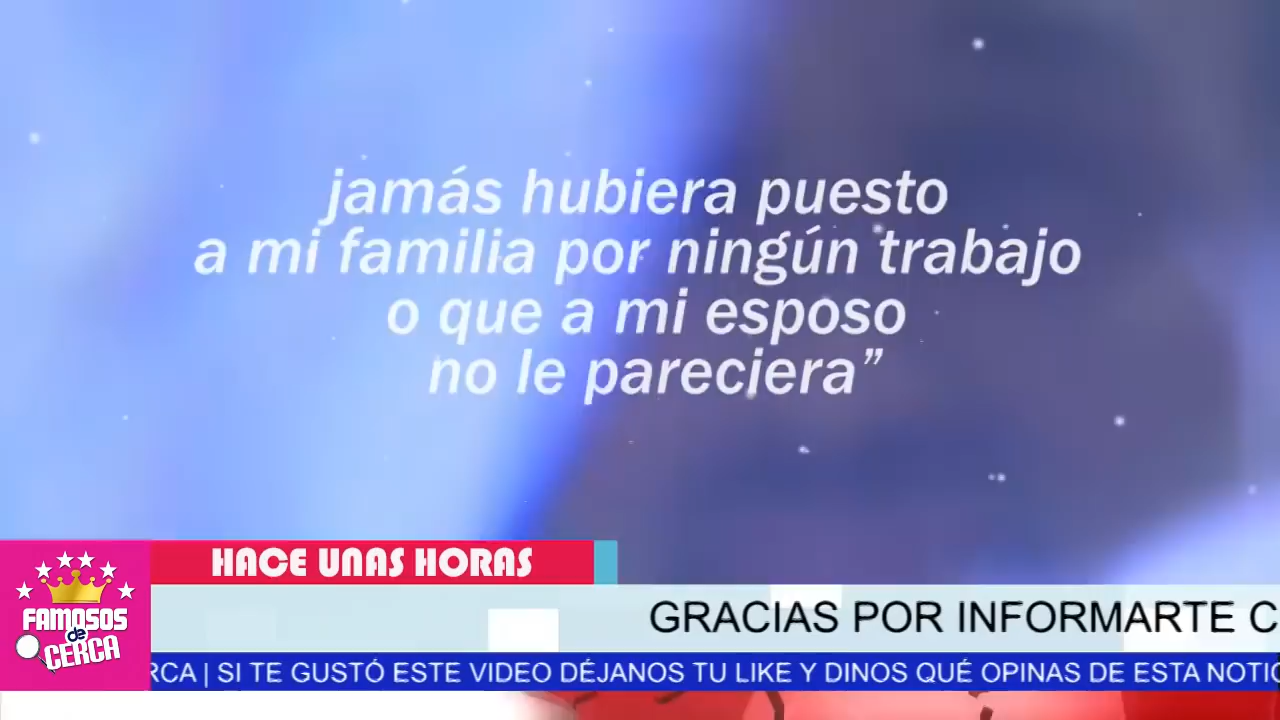 jamás hubiera puesto
a mi familia por ningún trabajo
o que a mi esposo
no le pareciera”
HACE UNAS HORAS
FAMOSOS
de
CERCA
GRACIAS POR INFORMARTE C
RCA | SI TE GUSTÓ ESTE VIDEO DÉJANOS TU LIKE Y DINOS QUÉ OPINAS DE ESTA NOTIC